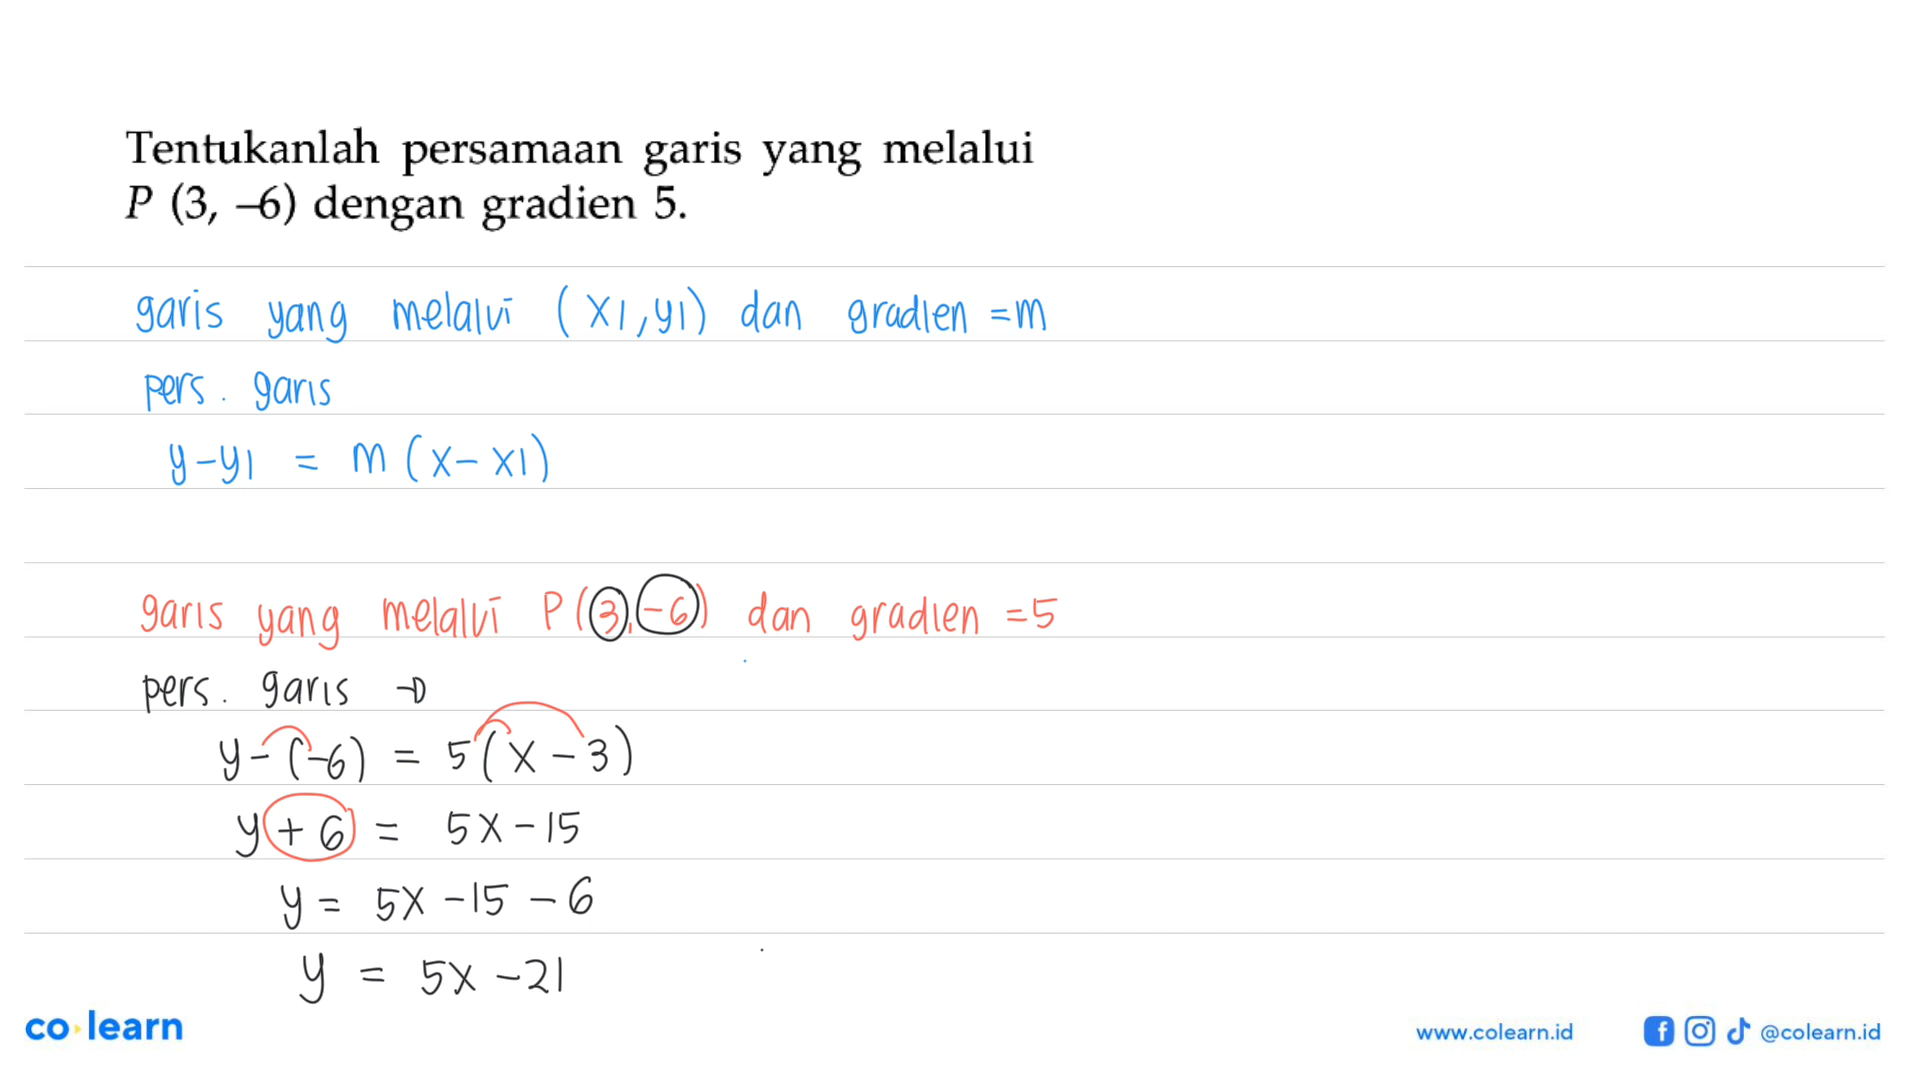 Tentukanlah persamaan garis yang melalui
P (3, –6) dengan gradien 5.
garis yang melalui (x1, y1) dan gradien = m
pers. garis
y - y1 = m (x - x1)
garis yang melalui P(3, -6) dan gradien = 5
pers. garis →
y - (-6) = 5 (x - 3)
y + 6 = 5x - 15
y = 5x - 15 - 6
y = 5x - 21
co learn
www.colearn.id
@colearn.id